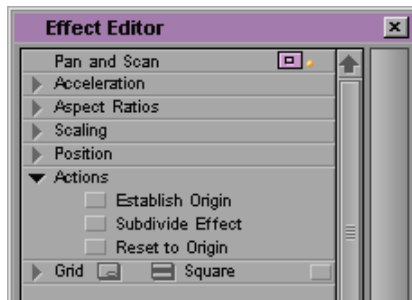 Effect Editor
Pan and Scan
Acceleration
Aspect Ratios
Scaling
Position
Actions
Establish Origin
Subdivide Effect
Reset to Origin
Grid Square